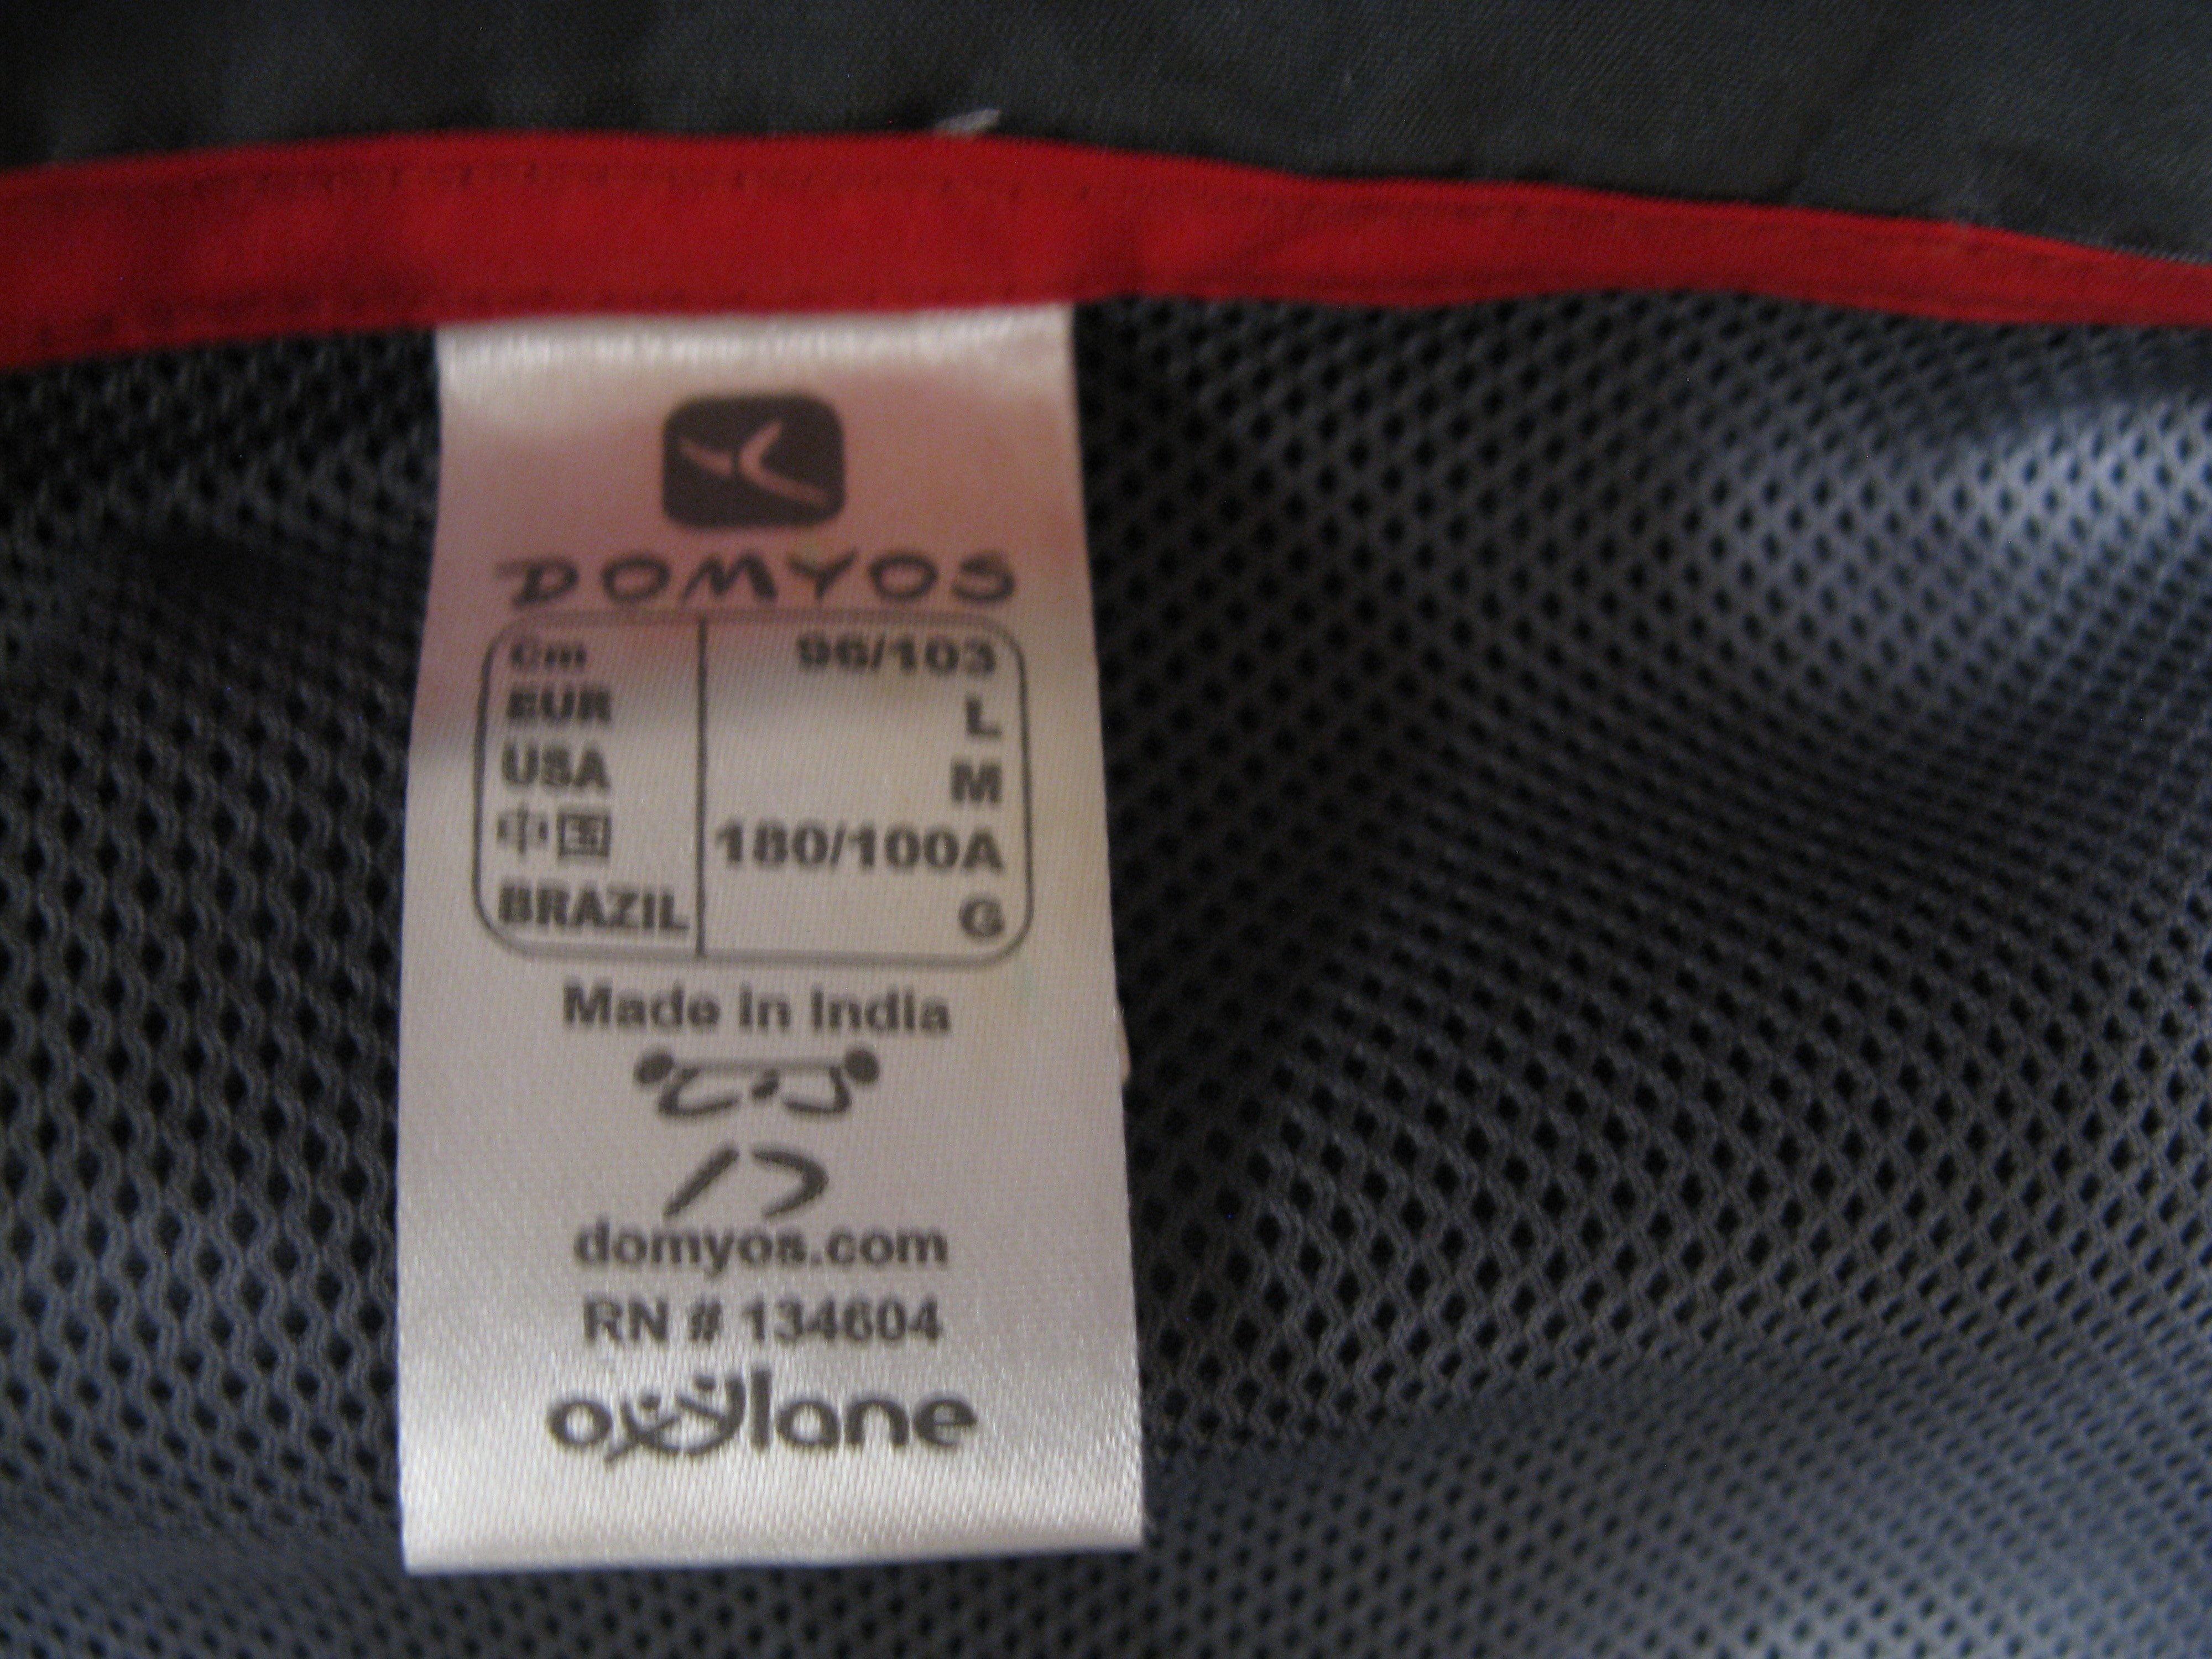 DOMYOS
Cm 96/103
EUR L
USA M
中国 180/100A
BRAZIL G
Made in India
domyos.com
RN # 134604
oxylane